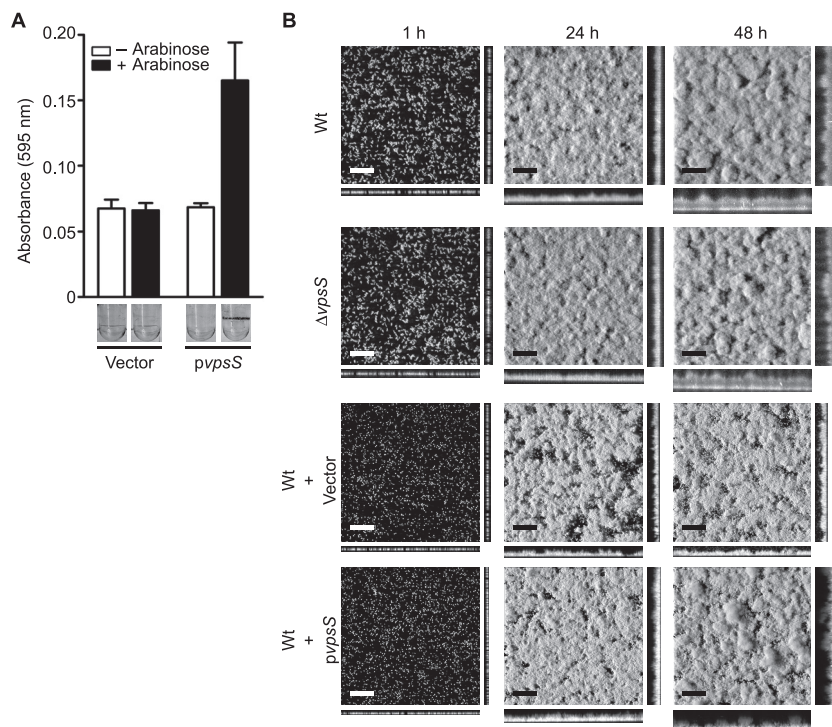 A
B
0.20
0.15
0.10
0.05
0
Absorbance (595 nm)
– Arabinose
+ Arabinose
Vector
pvpsS
1 h
24 h
48 h
Wt
ΔvpsS
Wt
+
Vector
Wt
+
pvpsS